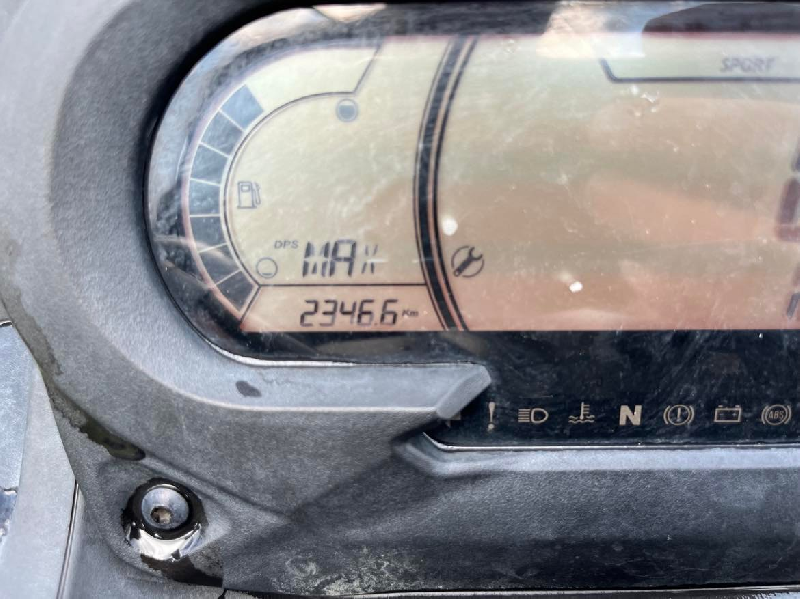 SPORT
DPS MAX
2346.6 Km
N ABS